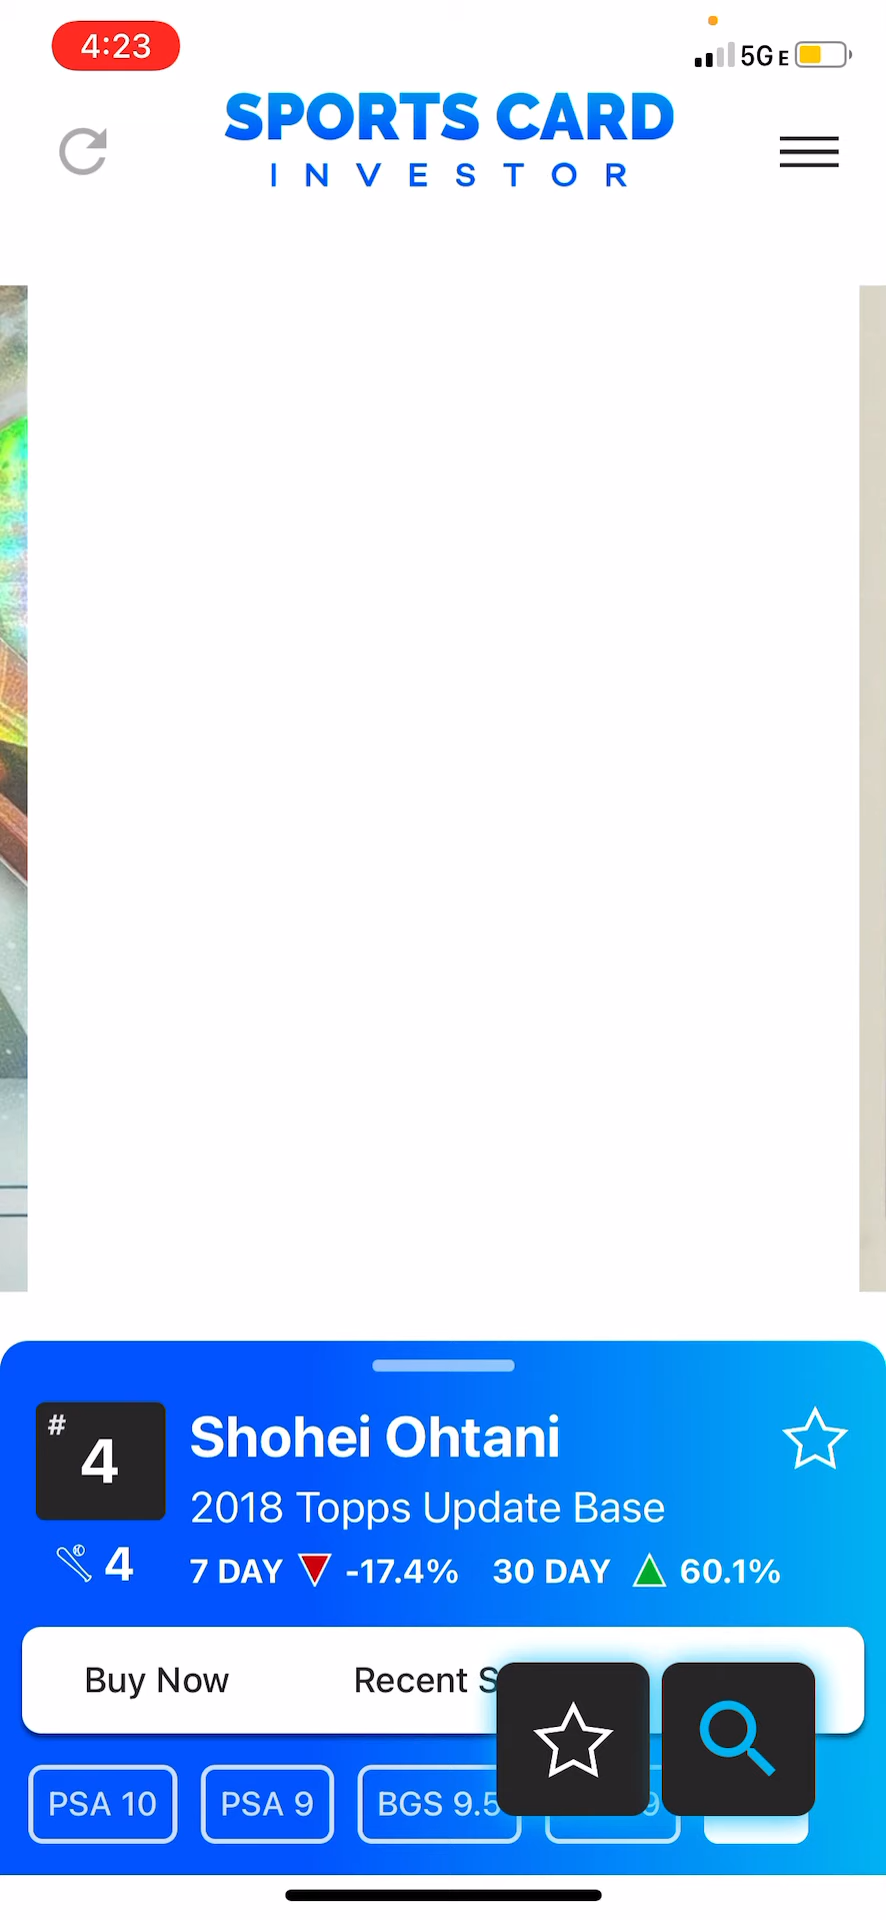 4:23
5G E
SPORTS CARD
INVESTOR
# 4
Shohei Ohtani
2018 Topps Update Base
4
7 DAY -17.4% 30 DAY 60.1%
Buy Now Recent S
PSA 10 PSA 9 BGS 9.5 9